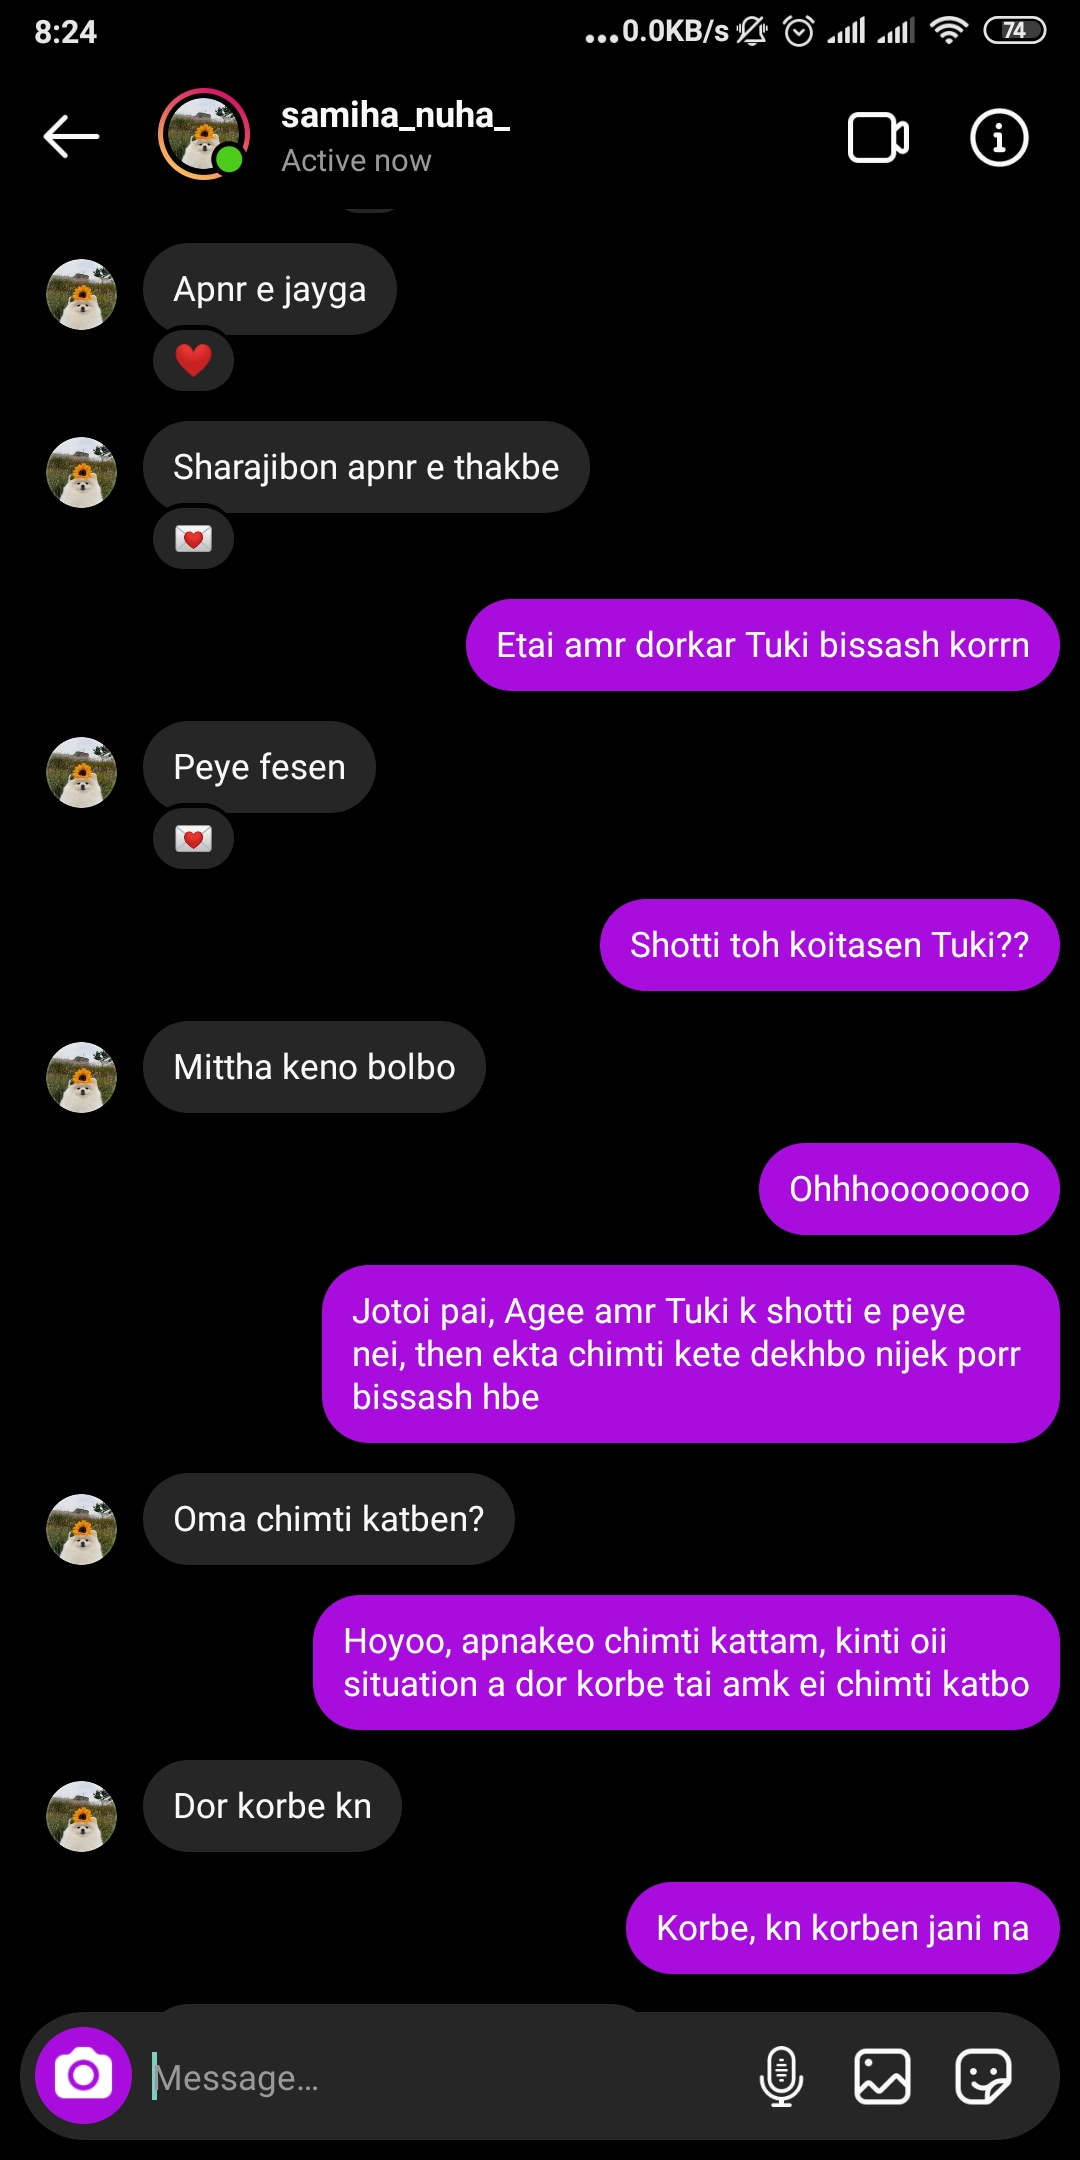 8:24
...0.0KB/s
74
samiha_nuha_
Active now
Apnr e jayga
Sharajibon apnr e thakbe
Etai amr dorkar Tuki bissash korrn
Peye fesen
Shotti toh koitasen Tuki??
Mittha keno bolbo
Ohhhoooooooo
Jotoi pai, Agee amr Tuki k shotti e peye
nei, then ekta chimti kete dekhbo nijek porr
bissash hbe
Oma chimti katben?
Hoyoo, apnakeo chimti kattam, kinti oii
situation a dor korbe tai amk ei chimti katbo
Dor korbe kn
Korbe, kn korben jani na
Message...